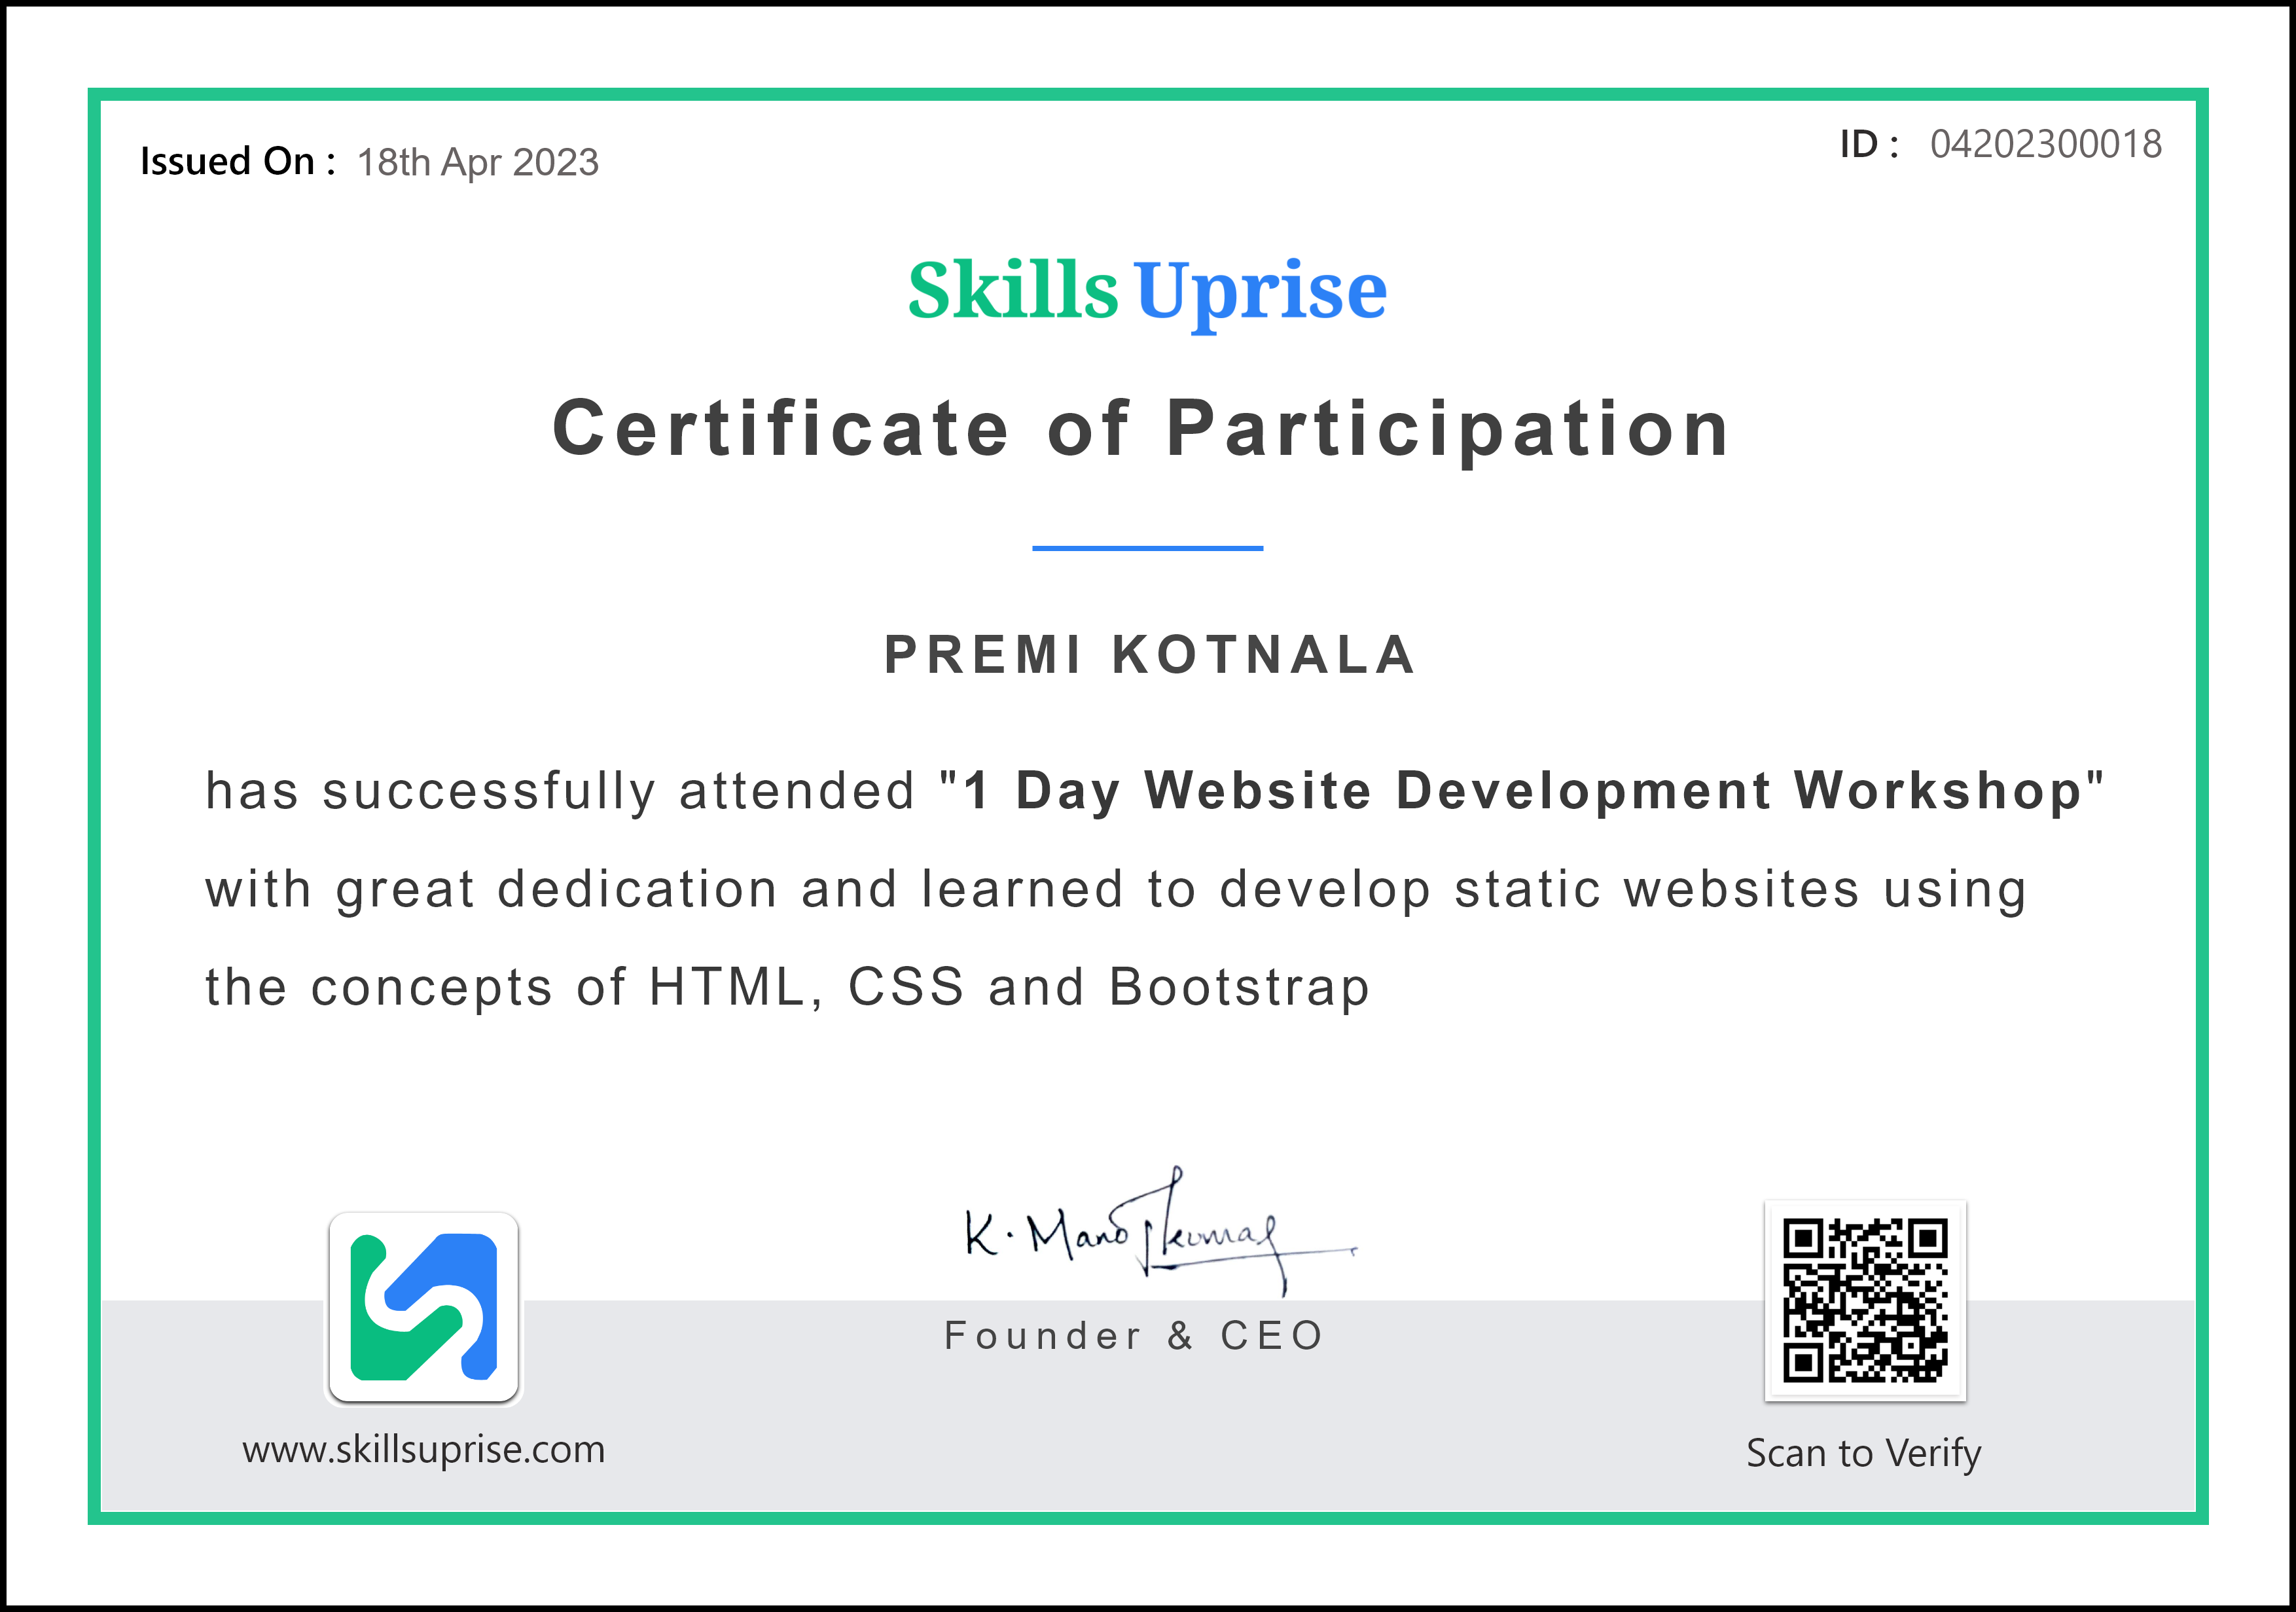 Issued On : 18th Apr 2023
ID : 04202300018
Skills Uprise
Certificate of Participation
PREMI KOTNALA
has successfully attended "1 Day Website Development Workshop"
with great dedication and learned to develop static websites using
the concepts of HTML, CSS and Bootstrap
K. Manojkumar
Founder & CEO
www.skillsuprise.com
Scan to Verify